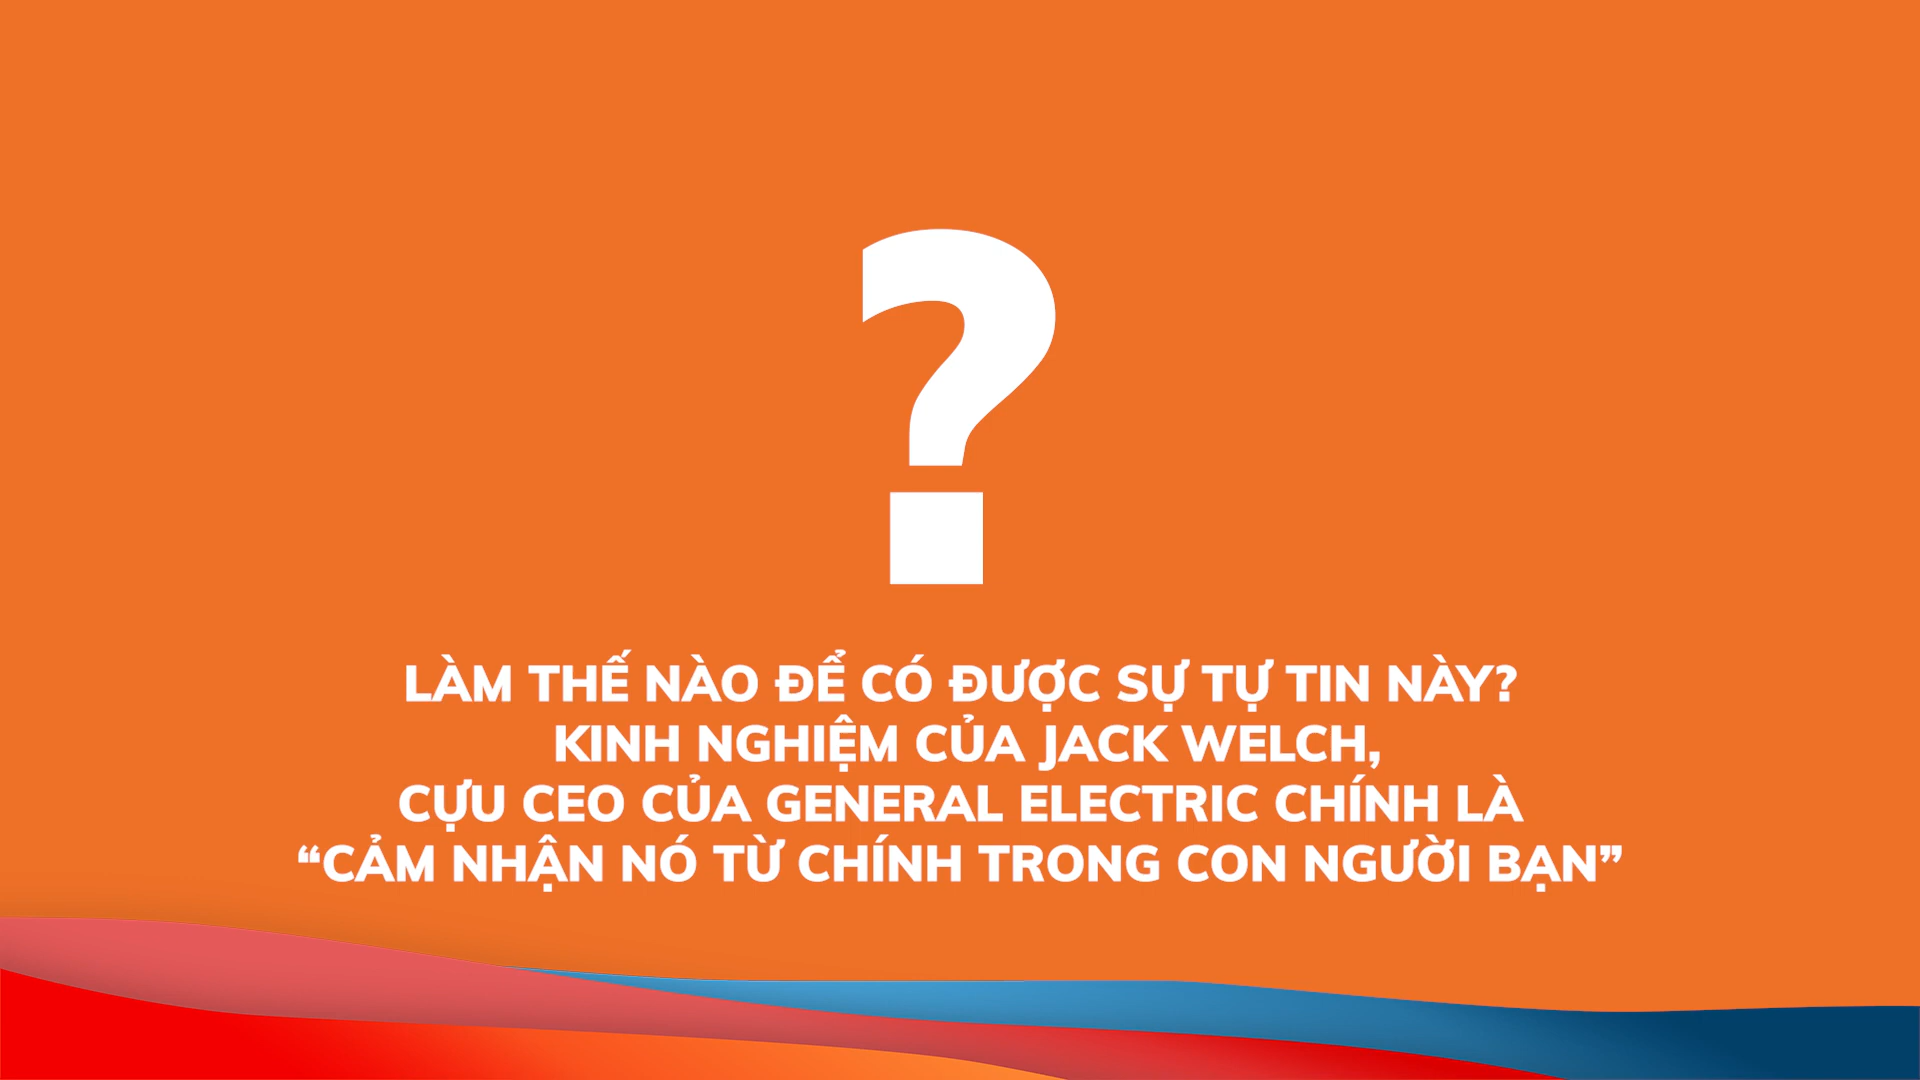 ?
LÀM THẾ NÀO ĐỂ CÓ ĐƯỢC SỰ TỰ TIN NÀY?
KINH NGHIỆM CỦA JACK WELCH,
CỰU CEO CỦA GENERAL ELECTRIC CHÍNH LÀ
“CẢM NHẬN NÓ TỪ CHÍNH TRONG CON NGƯỜI BẠN”